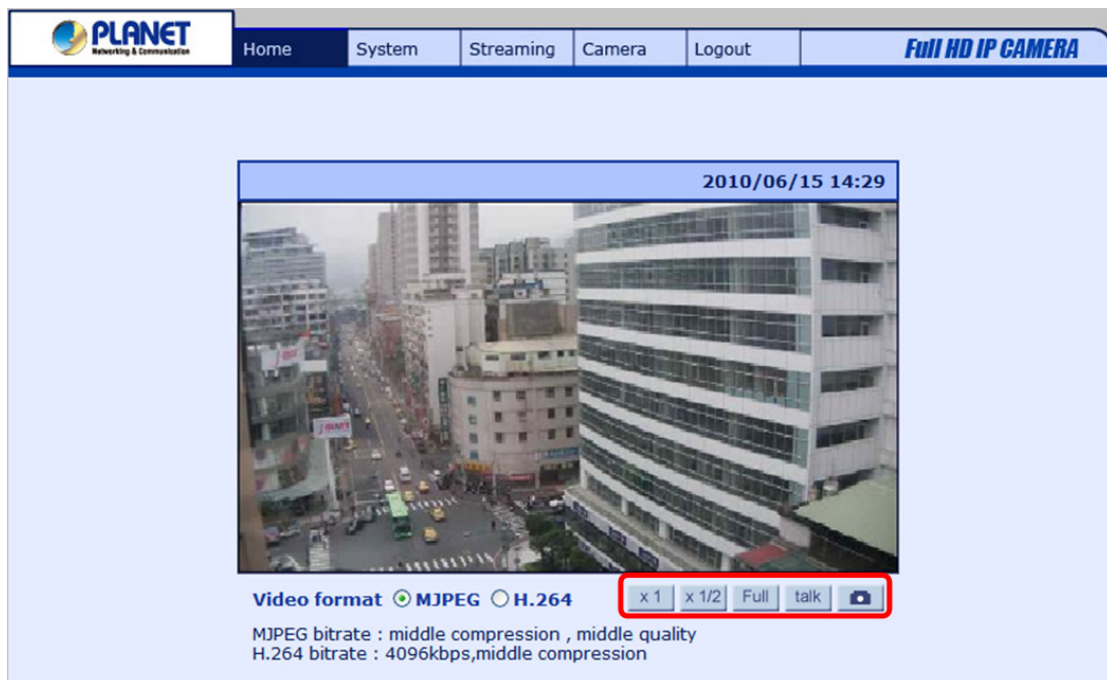 PLANET
Networking & Communication
Home
System
Streaming
Camera
Logout
Full HD IP CAMERA
2010/06/15 14:29
Video format MJPEG H.264
x 1
x 1/2
Full
talk
MJPEG bitrate : middle compression , middle quality
H.264 bitrate : 4096kbps,middle compression